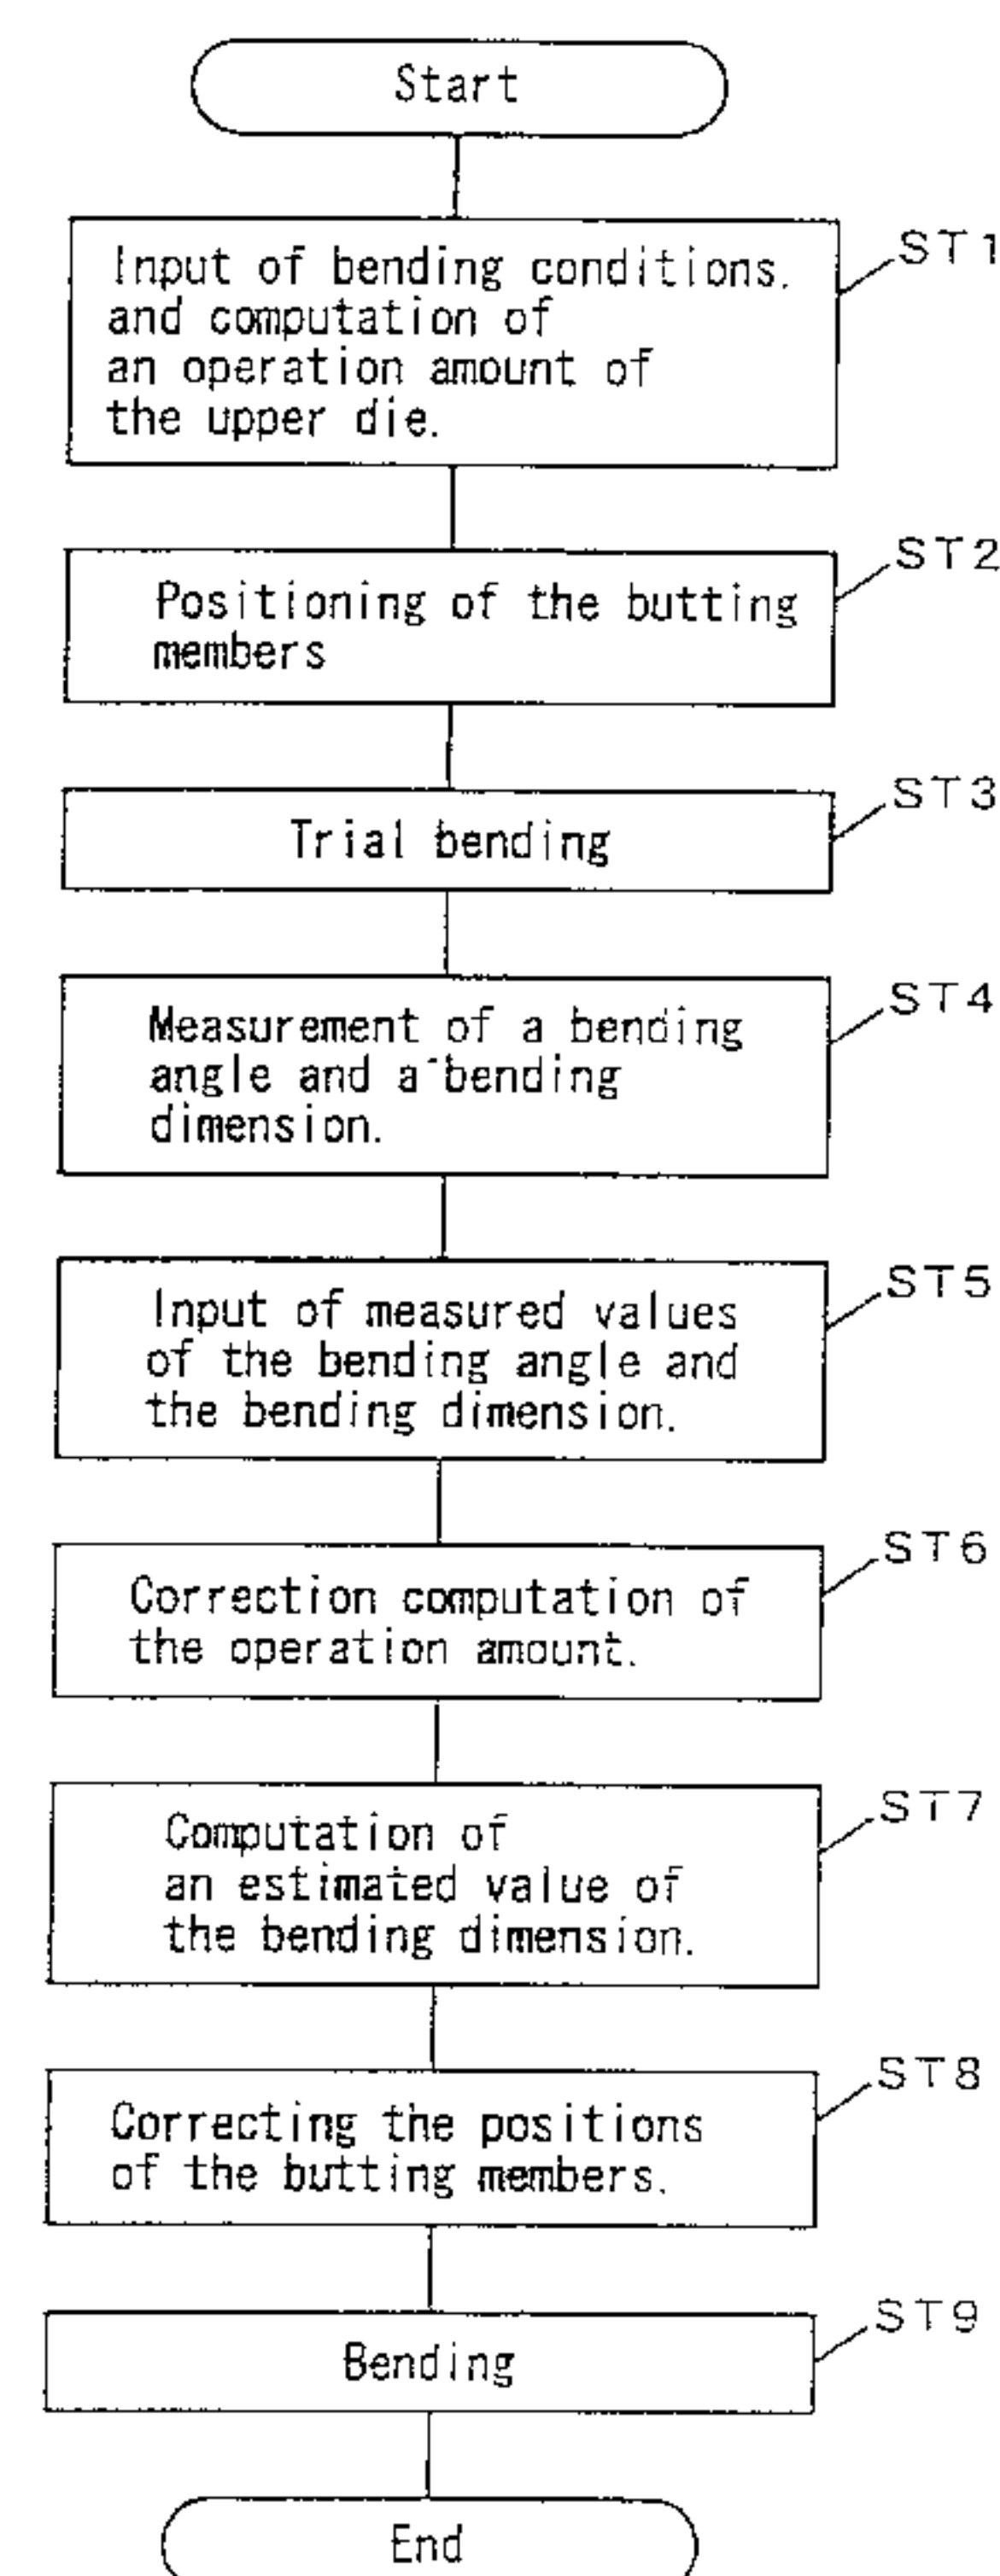 Start
ST1
Input of bending conditions.
and computation of
an operation amount of
the upper die.
ST2
Positioning of the butting
members
ST3
Trial bending
ST4
Measurement of a bending
angle and a bending
dimension.
ST5
Input of measured values
of the bending angle and
the bending dimension.
ST6
Correction computation of
the operation amount.
ST7
Computation of
an estimated value of
the bending dimension.
ST8
Correcting the positions
of the butting members.
ST9
Bending
End